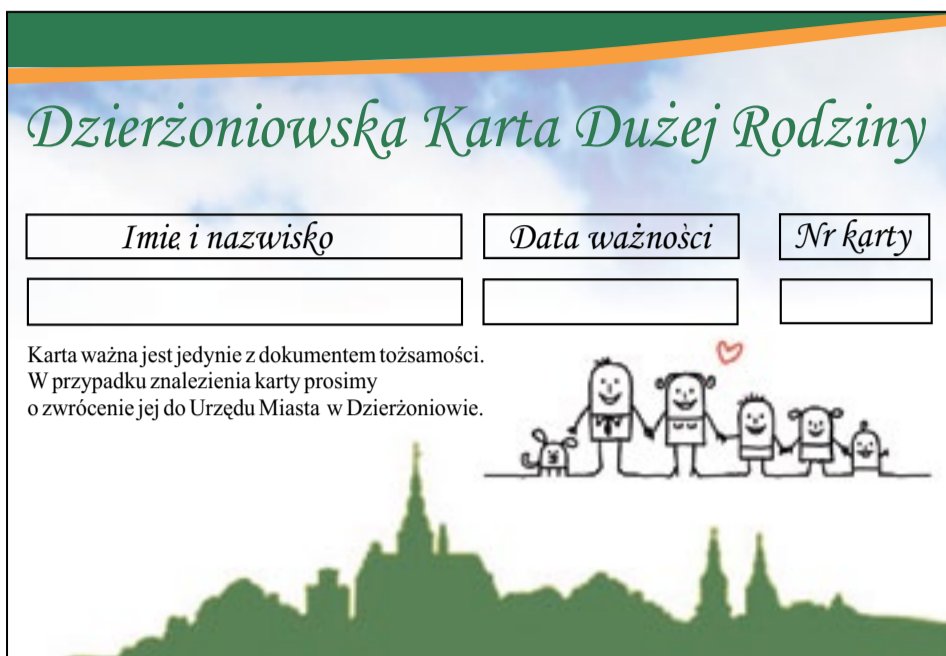 Dzierżoniowska Karta Dużej Rodziny
Imię i nazwisko
Data ważności
Nr karty
Karta ważna jest jedynie z dokumentem tożsamości.
W przypadku znalezienia karty prosimy
o zwrócenie jej do Urzędu Miasta w Dzierżoniowie.